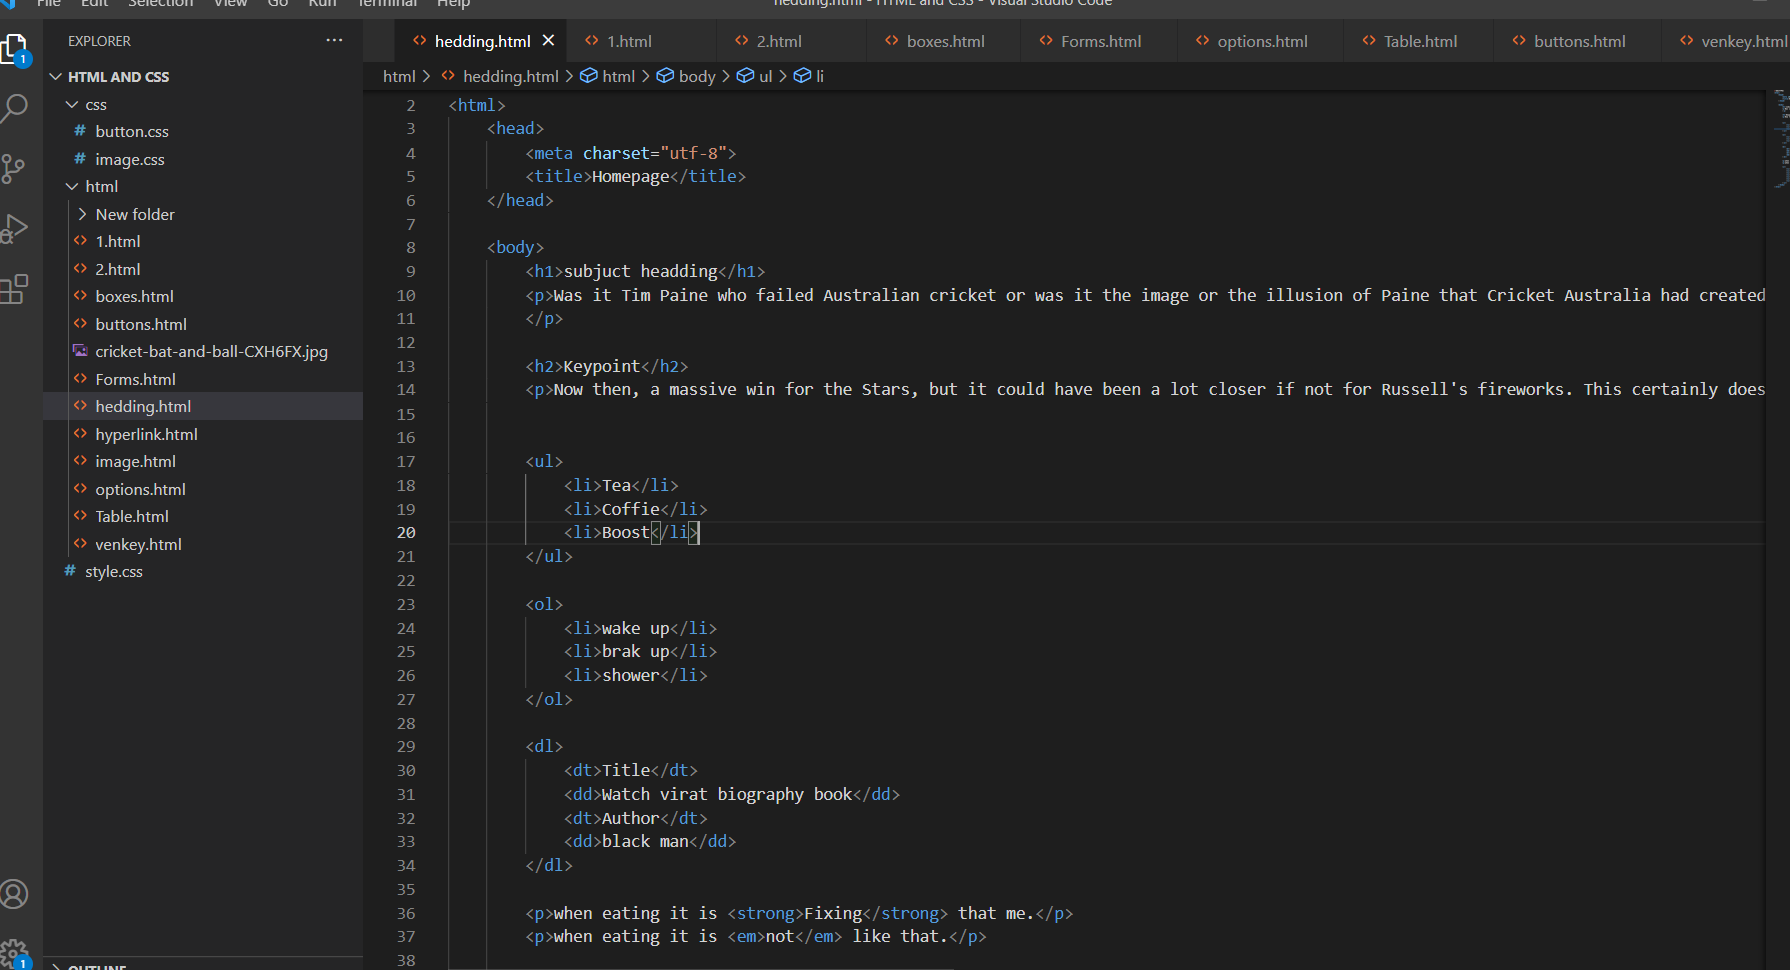 File Edit Selection View Go Run Terminal Help
hedding.html - HTML and CSS - Visual Studio Code
EXPLORER ...
hedding.html 1.html 2.html boxes.html Forms.html options.html Table.html buttons.html venkey.html
html > hedding.html > html > body > ul > li
HTML AND CSS
css
# button.css
# image.css
html
New folder
1.html
2.html
boxes.html
buttons.html
cricket-bat-and-ball-CXH6FX.jpg
Forms.html
hedding.html
hyperlink.html
image.html
options.html
Table.html
venkey.html
# style.css
OUTLINE
1
1
2 <html>
3 <head>
4 <meta charset="utf-8">
5 <title>Homepage</title>
6 </head>
7
8 <body>
9 <h1>subjuct headding</h1>
10 <p>Was it Tim Paine who failed Australian cricket or was it the image or the illusion of Paine that Cricket Australia had created
11 </p>
12
13 <h2>Keypoint</h2>
14 <p>Now then, a massive win for the Stars, but it could have been a lot closer if not for Russell's fireworks. This certainly does
15
16
17 <ul>
18 <li>Tea</li>
19 <li>Coffie</li>
20 <li>Boost</li>
21 </ul>
22
23 <ol>
24 <li>wake up</li>
25 <li>brak up</li>
26 <li>shower</li>
27 </ol>
28
29 <dl>
30 <dt>Title</dt>
31 <dd>Watch virat biography book</dd>
32 <dt>Author</dt>
33 <dd>black man</dd>
34 </dl>
35
36 <p>when eating it is <strong>Fixing</strong> that me.</p>
37 <p>when eating it is <em>not</em> like that.</p>
38